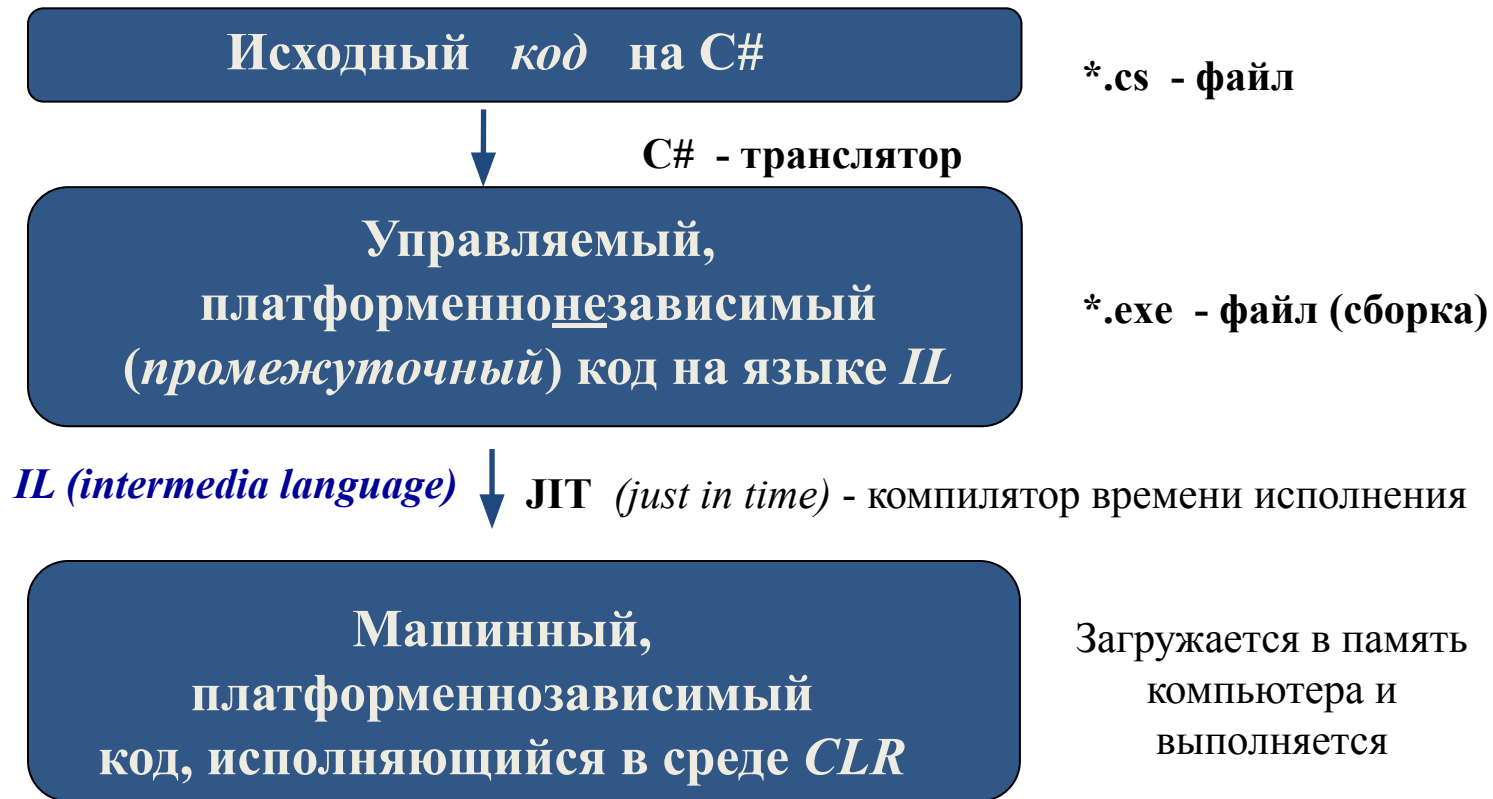 Исходный код на C#
*.cs - файл
C# - транслятор
Управляемый,
платформеннонезависимый
(промежуточный) код на языке IL
*.exe - файл (сборка)
IL (intermedia language)
JIT (just in time) - компилятор времени исполнения
Машинный,
платформеннозависимый
код, исполняющийся в среде CLR
Загружается в память
компьютера и
выполняется